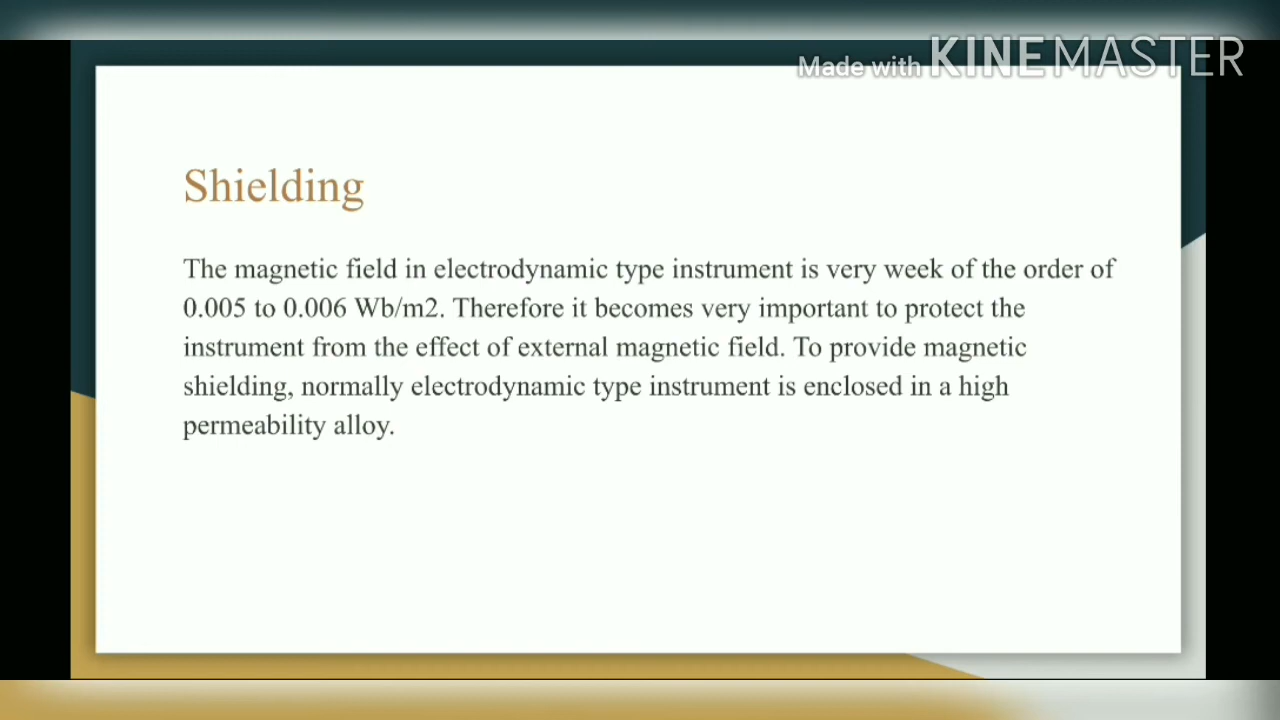 Made with KINEMASTER
Shielding
The magnetic field in electrodynamic type instrument is very week of the order of
0.005 to 0.006 Wb/m2. Therefore it becomes very important to protect the
instrument from the effect of external magnetic field. To provide magnetic
shielding, normally electrodynamic type instrument is enclosed in a high
permeability alloy.